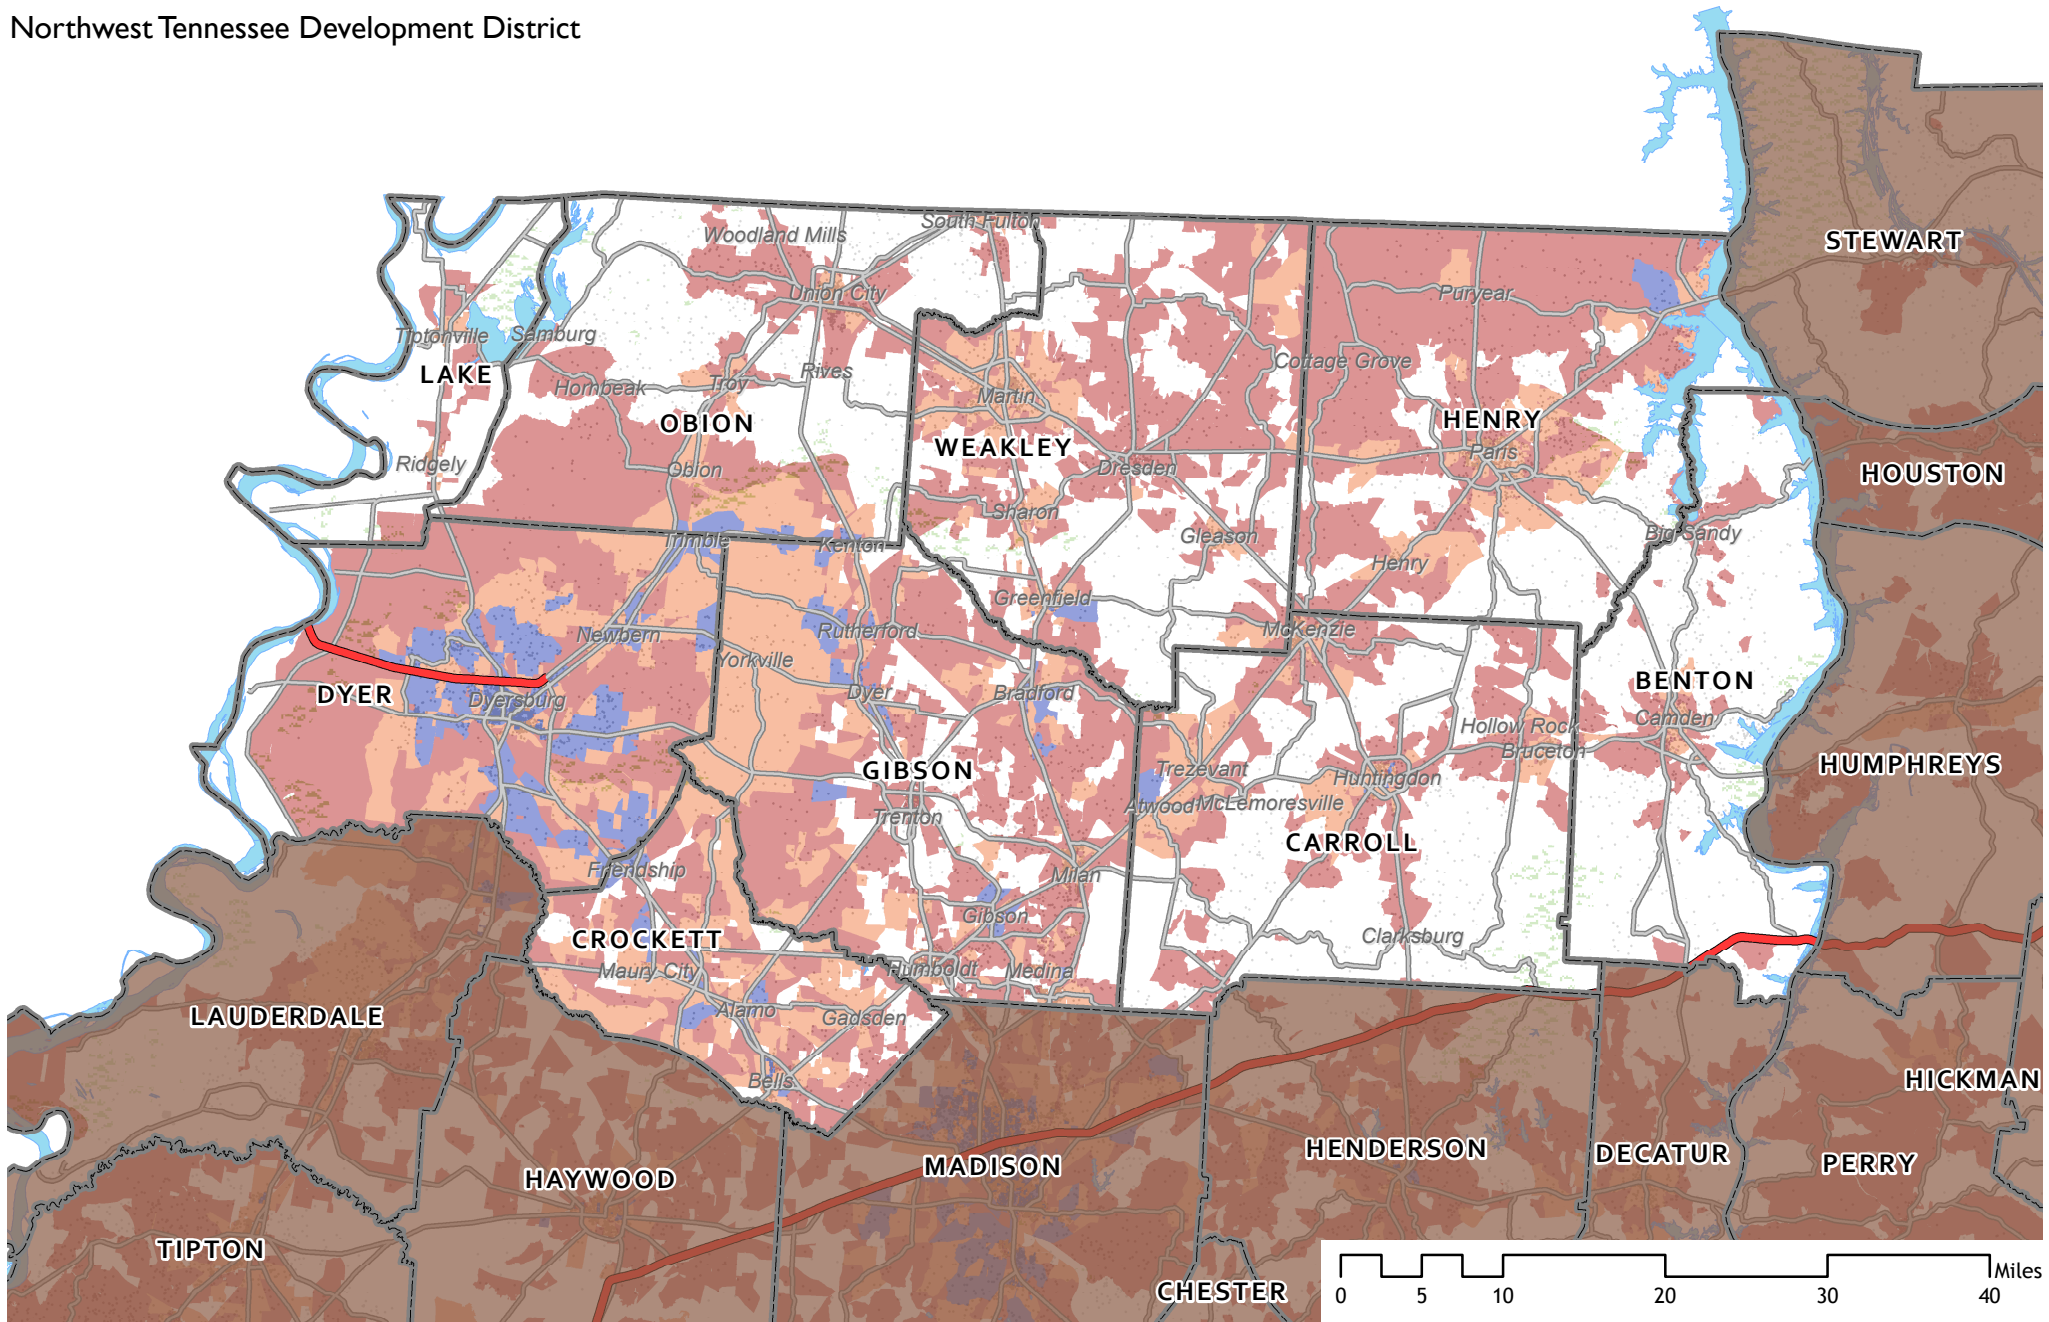 Northwest Tennessee Development District
STEWART
South Fulton
Woodland Mills
Union City
Puryear
Tiptonville
Samburg
Cottage Grove
LAKE
Rives
Troy
Hornbeak
Martin
OBION
HENRY
WEAKLEY
Paris
Ridgely
Obion
Dresden
HOUSTON
Sharon
Big Sandy
Gleason
Trimble
Kenton
Henry
Greenfield
Newbern
Rutherford
McKenzie
Yorkville
BENTON
DYER
Dyer
Bradford
Dyersburg
Camden
Hollow Rock
Bruceton
HUMPHREYS
GIBSON
Trezevant
Huntingdon
Atwood
McLemoresville
Trenton
CARROLL
Friendship
Milan
Gibson
CROCKETT
Clarksburg
Maury City
Humboldt
Medina
Alamo
Gadsden
LAUDERDALE
Bells
HICKMAN
HENDERSON
DECATUR
PERRY
MADISON
HAYWOOD
TIPTON
CHESTER
Miles
0 5 10 20 30 40